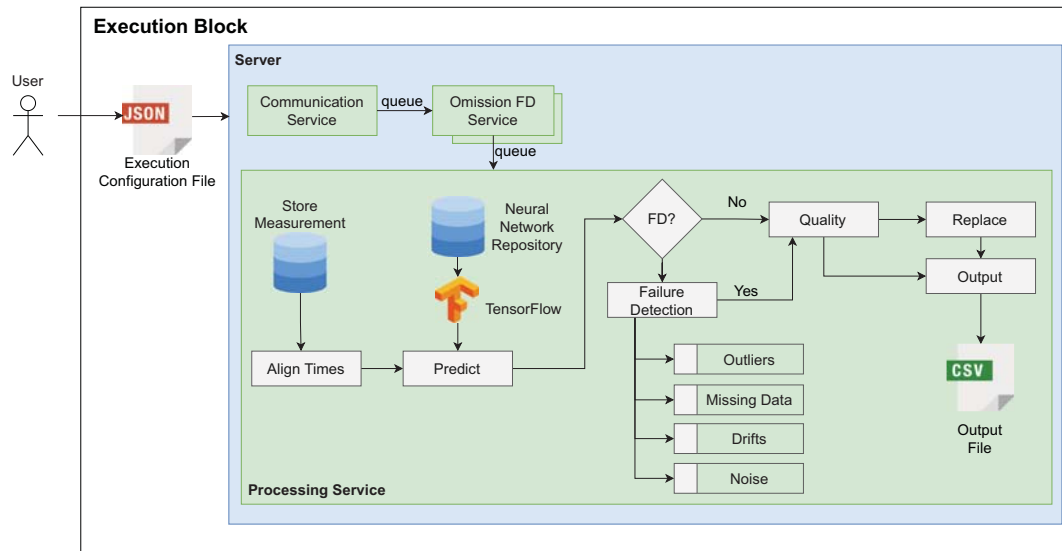 Execution Block
Server
User
JSON
Execution
Configuration File
Communication
Service
queue
Omission FD
Service
queue
Store
Measurement
Neural
Network
Repository
TensorFlow
Align Times
Predict
FD?
No
Yes
Failure
Detection
Outliers
Missing Data
Drifts
Noise
Quality
Replace
Output
CSV
Output
File
Processing Service